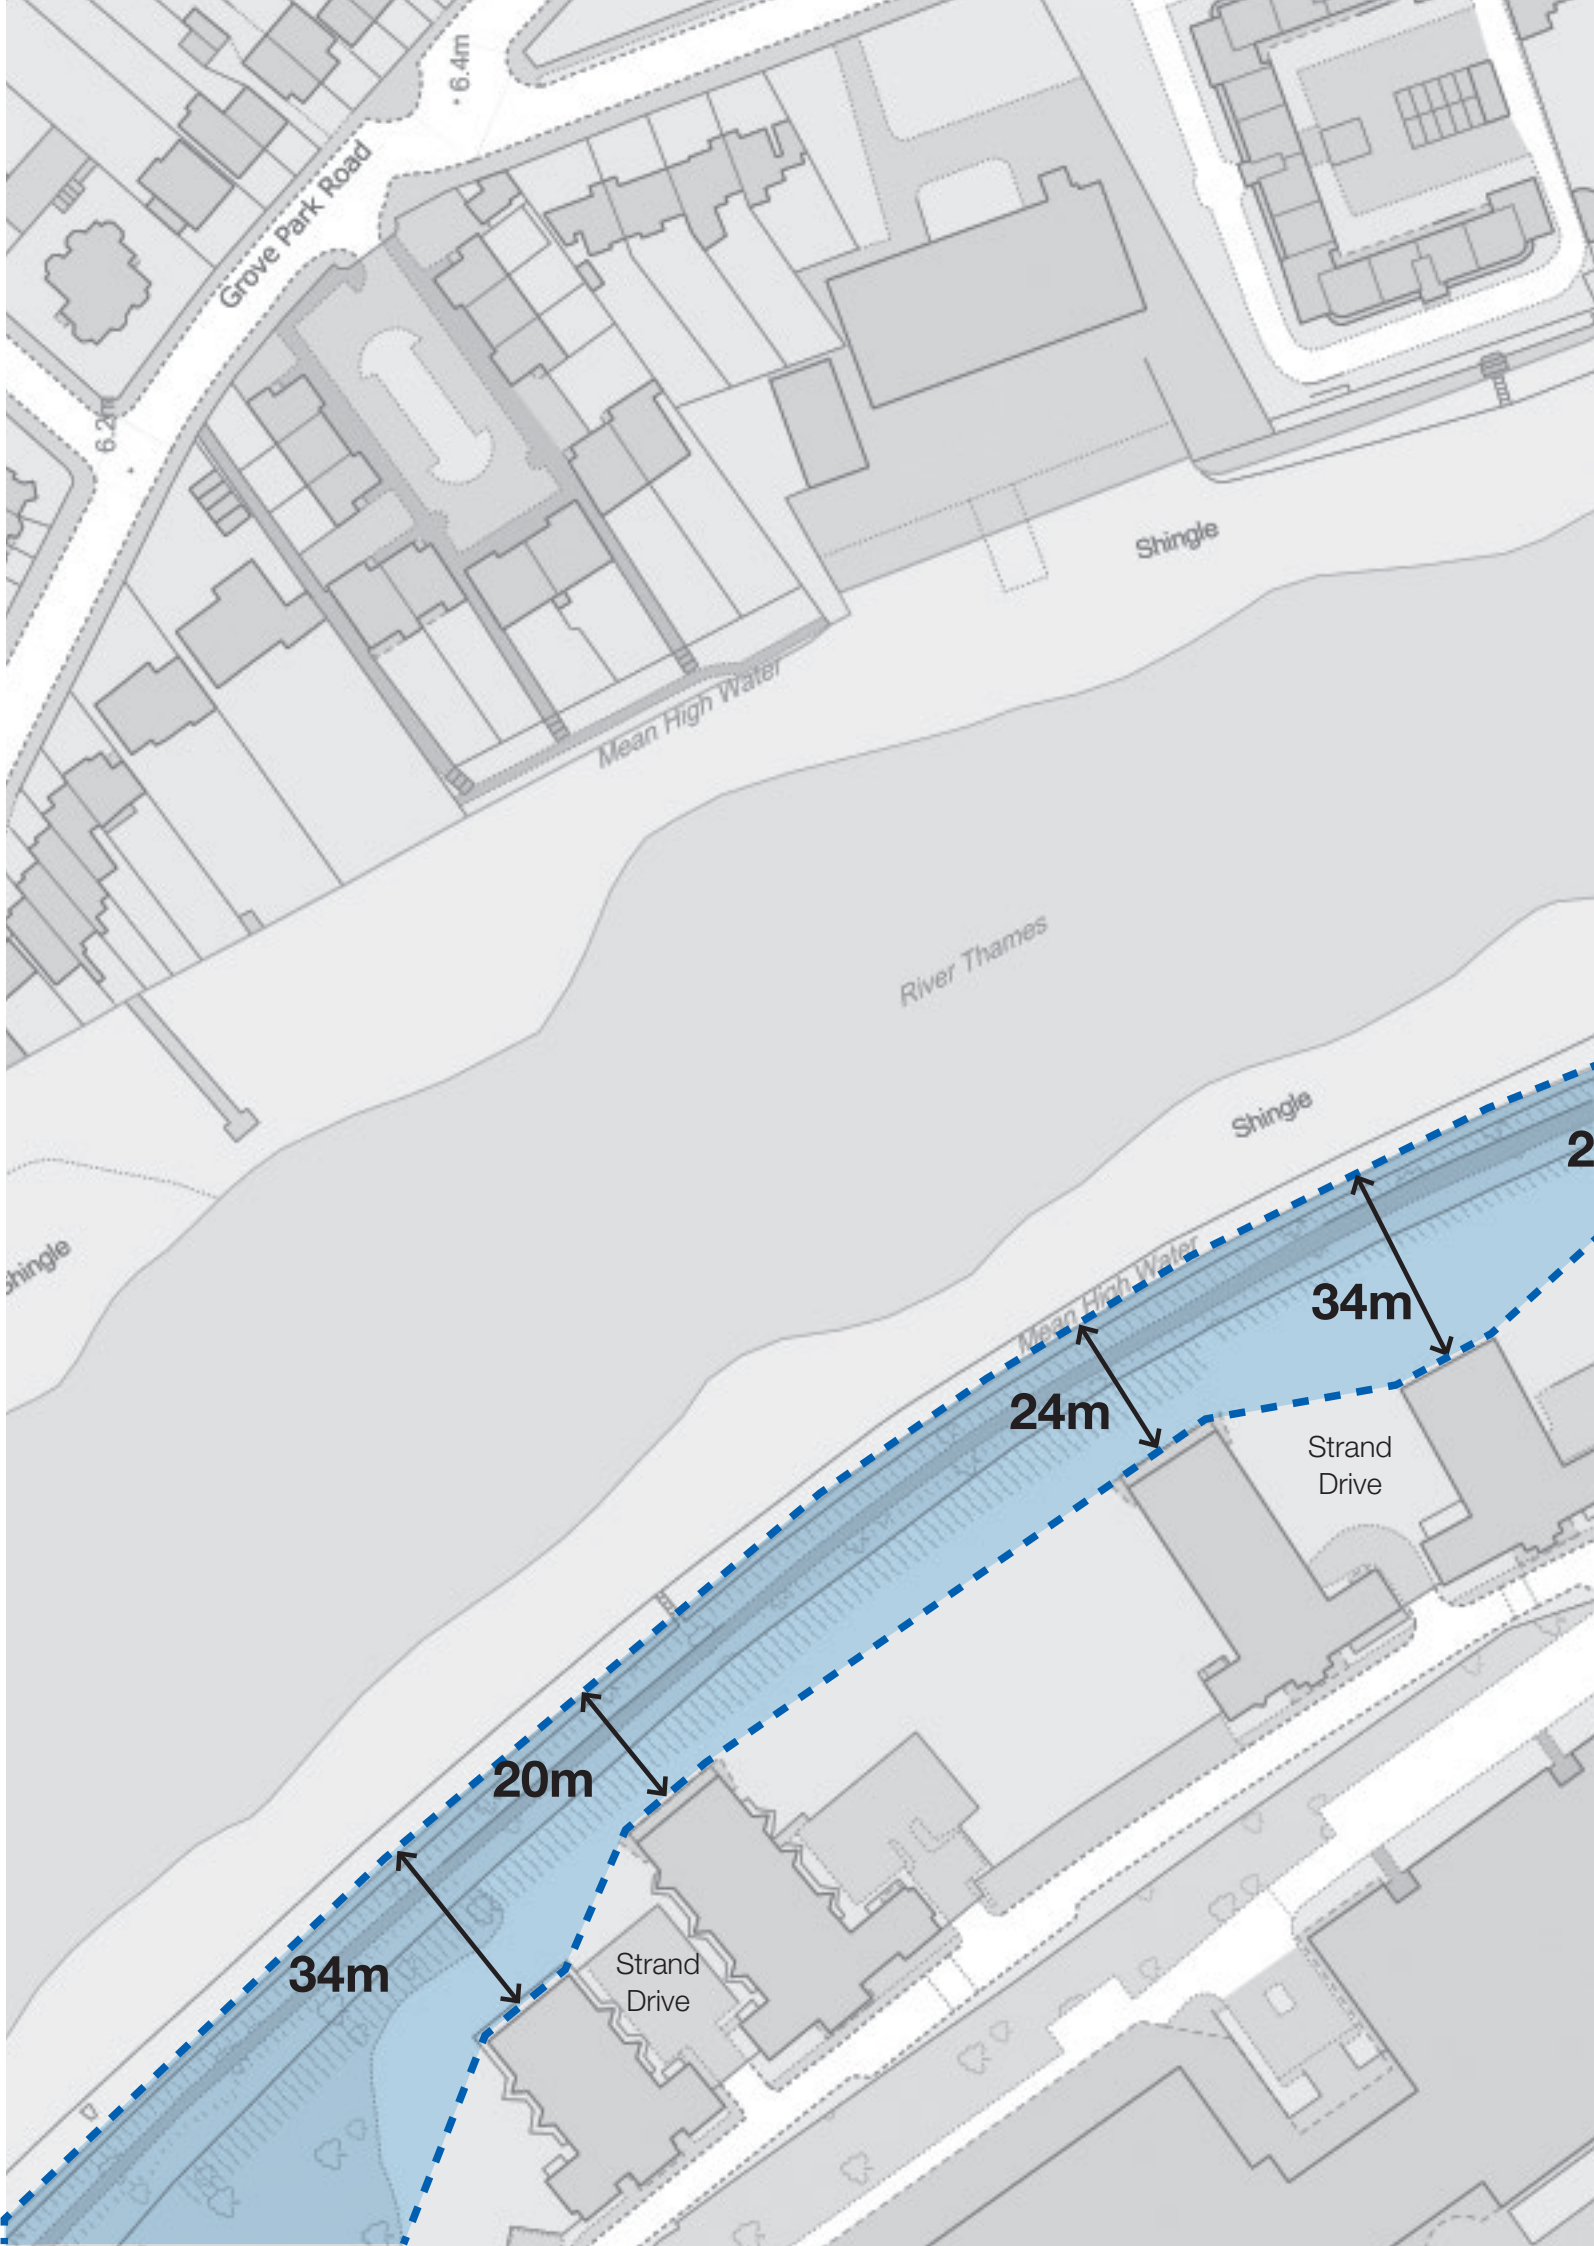 6.4m
Grove Park Road
6.2m
Shingle
Mean High Water
River Thames
Shingle
2
Shingle
Mean High Water
34m
24m
Strand
Drive
20m
34m
Strand
Drive